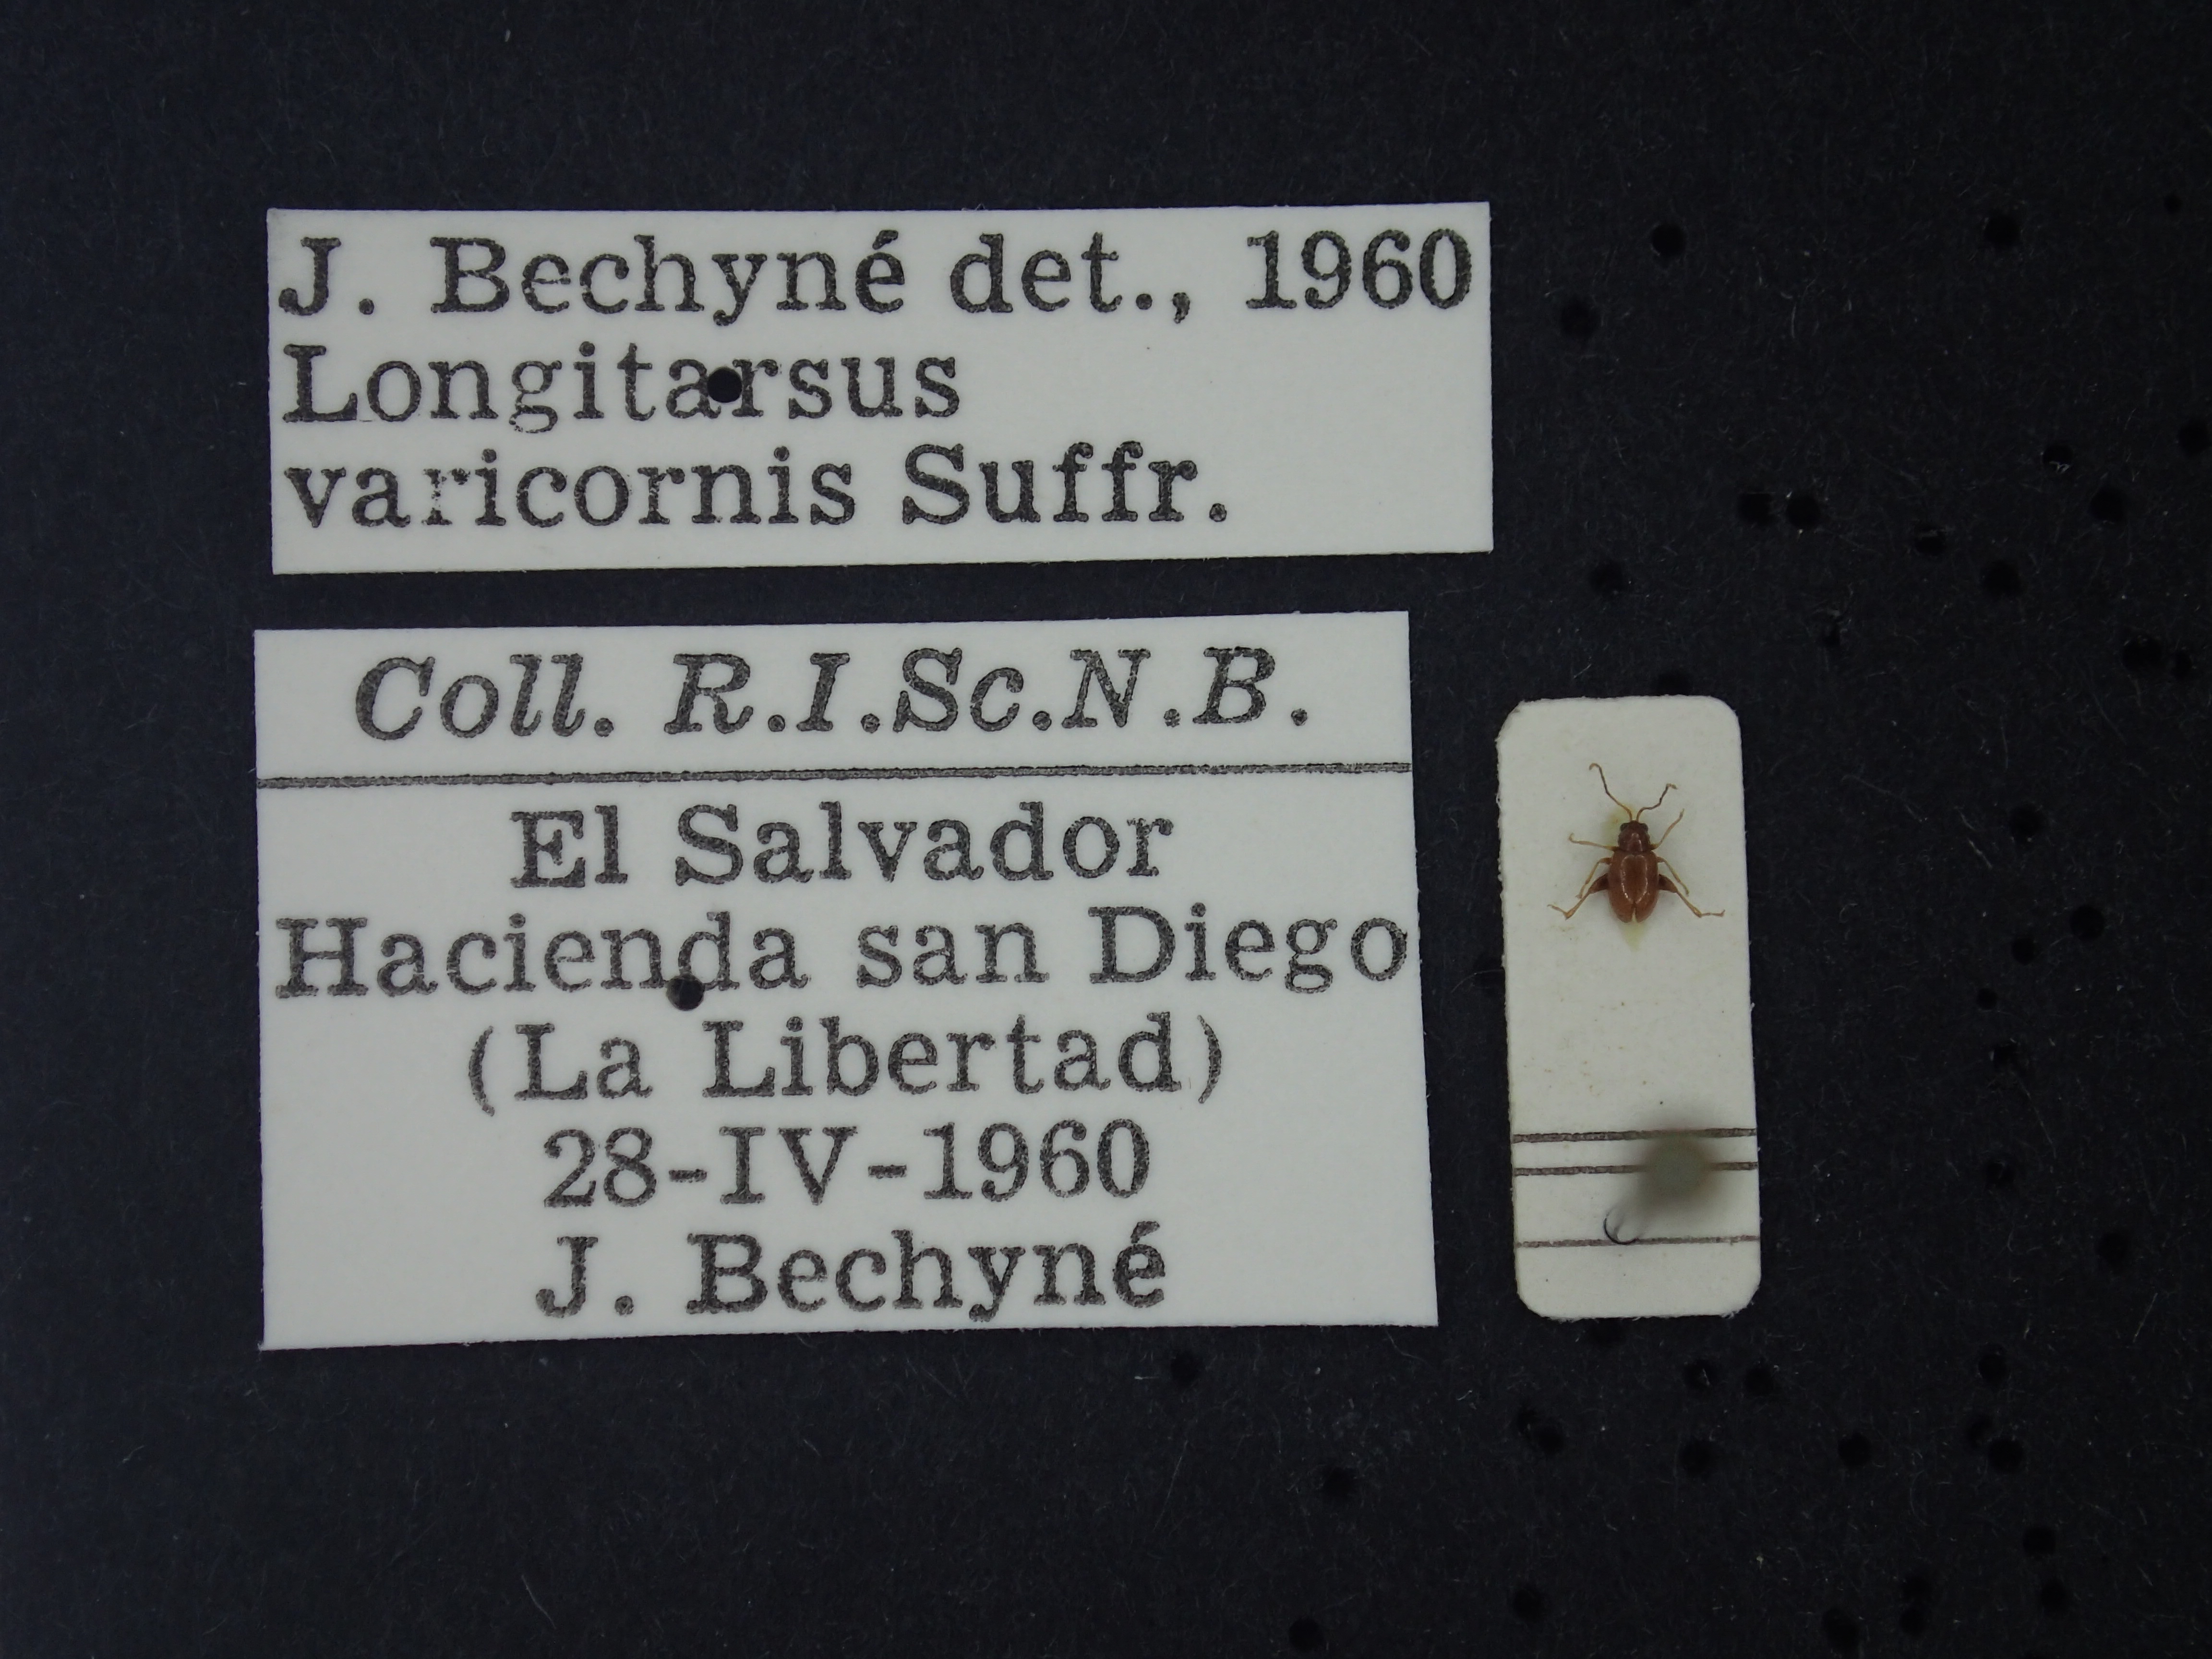 J. Bechyné det., 1960
Longitarsus
varicornis Suffr.
Coll. R.I.Sc.N.B.
El Salvador
Hacienda san Diego
(La Libertad)
28-IV-1960
J. Bechyné